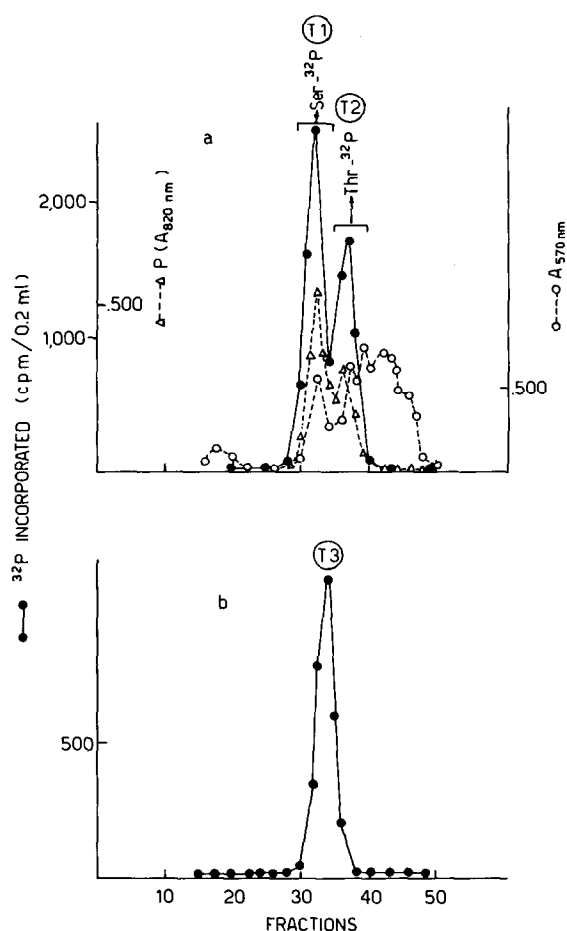 T1
Ser-³²P
T2
Thr-³²P
a
2,000
1,000
.500
△---△ P (A820 nm)
○---○ A570 nm
.500
●—● ³²P INCORPORATED (cpm/0.2 ml)
T3
b
500
10 20 30 40 50
FRACTIONS